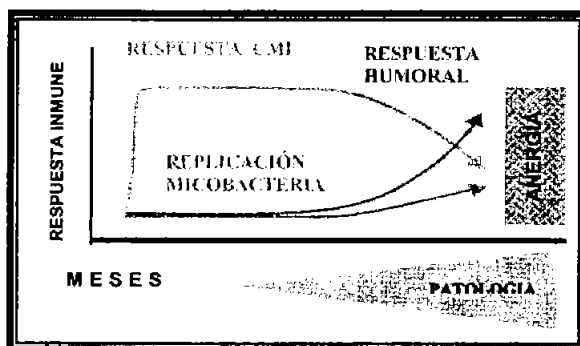 RESPUESTA CMI
RESPUESTA
HUMORAL
RESPUESTA INMUNE
REPLICACIÓN
MICOBACTERIA
ANERGIA
MESES
PATOLOGIA